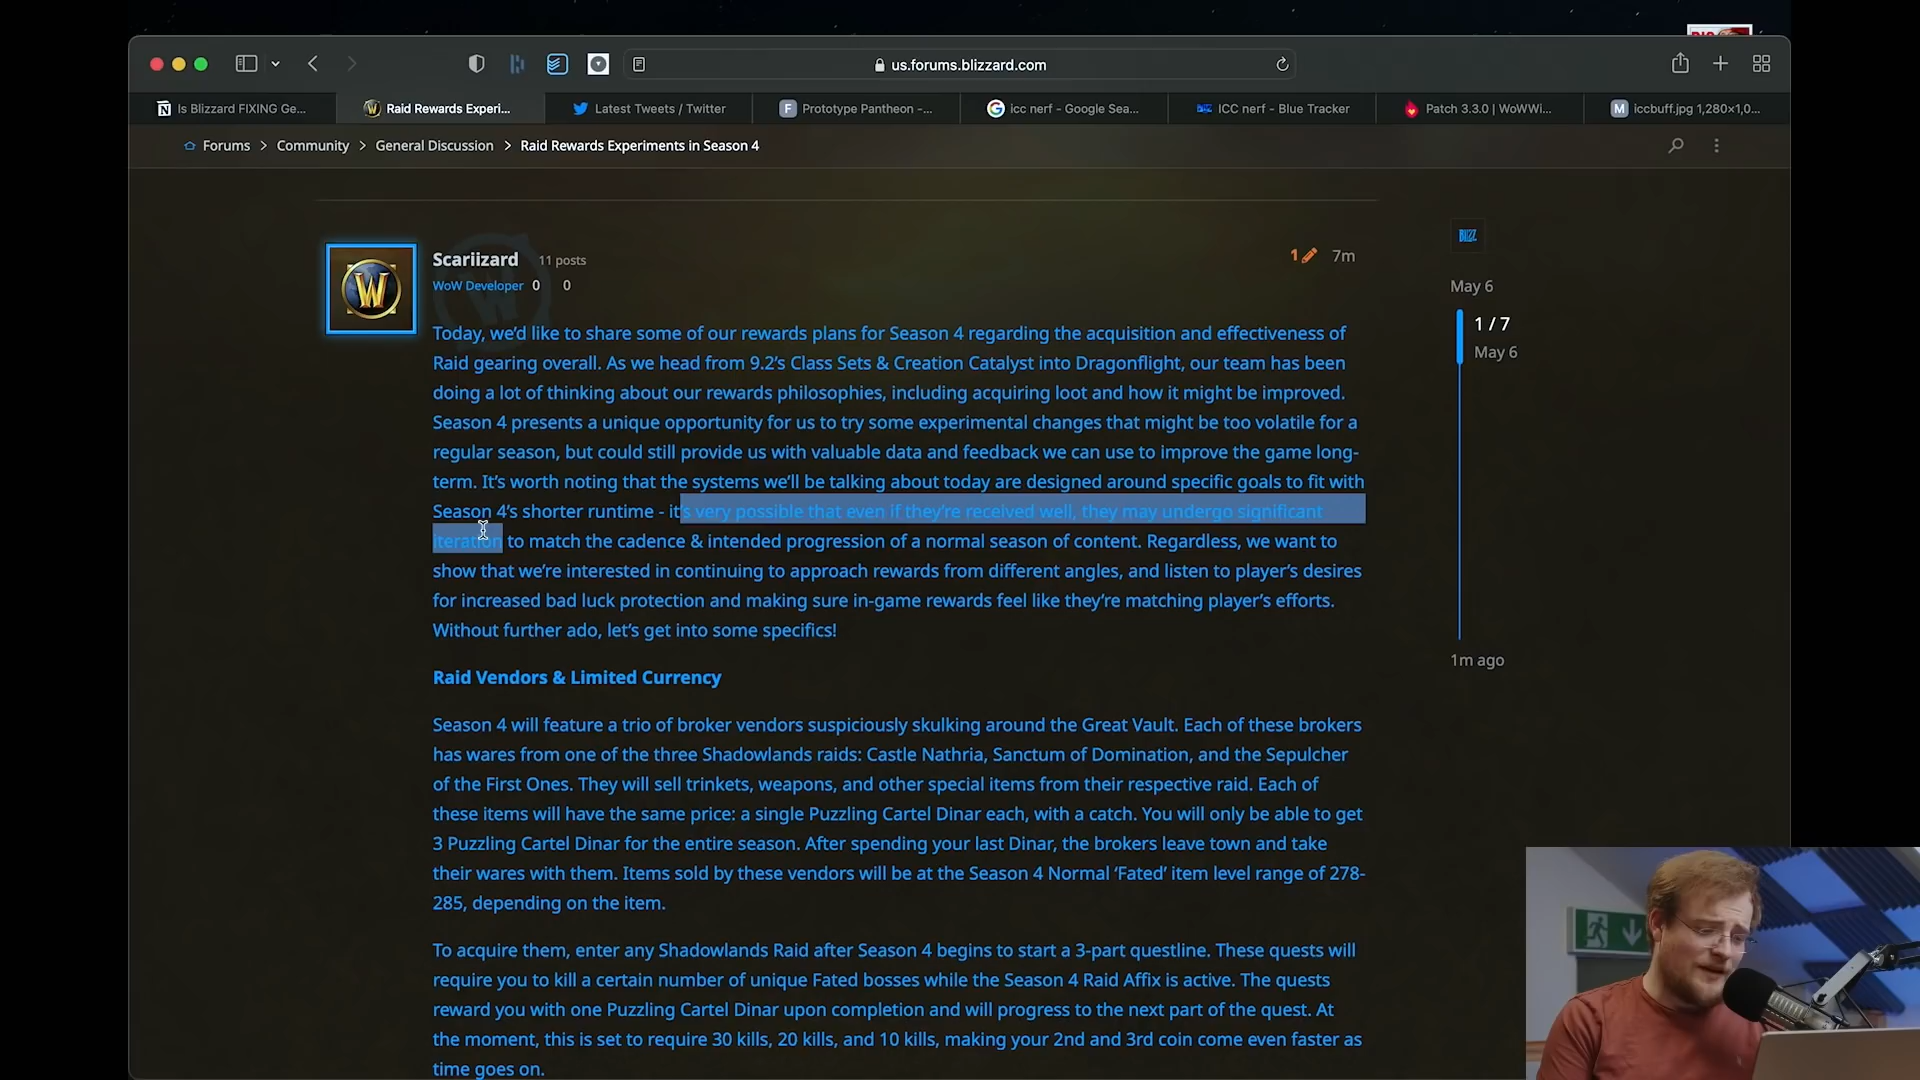 us.forums.blizzard.com
Is Blizzard FIXING Ge...
Raid Rewards Experi...
Latest Tweets / Twitter
Prototype Pantheon -...
icc nerf - Google Sea...
ICC nerf - Blue Tracker
Patch 3.3.0 | WoWWi...
iccbuff.jpg 1,280×1,0...
Forums > Community > General Discussion > Raid Rewards Experiments in Season 4
Scariizard 11 posts
1 7m
WoW Developer 0 0
BLIZZ
May 6
1 / 7
May 6
1m ago
Today, we’d like to share some of our rewards plans for Season 4 regarding the acquisition and effectiveness of
Raid gearing overall. As we head from 9.2’s Class Sets & Creation Catalyst into Dragonflight, our team has been
doing a lot of thinking about our rewards philosophies, including acquiring loot and how it might be improved.
Season 4 presents a unique opportunity for us to try some experimental changes that might be too volatile for a
regular season, but could still provide us with valuable data and feedback we can use to improve the game long-
term. It’s worth noting that the systems we’ll be talking about today are designed around specific goals to fit with
Season 4’s shorter runtime - it’s very possible that even if they’re received well, they may undergo significant
iteration to match the cadence & intended progression of a normal season of content. Regardless, we want to
show that we’re interested in continuing to approach rewards from different angles, and listen to player’s desires
for increased bad luck protection and making sure in-game rewards feel like they’re matching player’s efforts.
Without further ado, let’s get into some specifics!
Raid Vendors & Limited Currency
Season 4 will feature a trio of broker vendors suspiciously skulking around the Great Vault. Each of these brokers
has wares from one of the three Shadowlands raids: Castle Nathria, Sanctum of Domination, and the Sepulcher
of the First Ones. They will sell trinkets, weapons, and other special items from their respective raid. Each of
these items will have the same price: a single Puzzling Cartel Dinar each, with a catch. You will only be able to get
3 Puzzling Cartel Dinar for the entire season. After spending your last Dinar, the brokers leave town and take
their wares with them. Items sold by these vendors will be at the Season 4 Normal ‘Fated’ item level range of 278-
285, depending on the item.
To acquire them, enter any Shadowlands Raid after Season 4 begins to start a 3-part questline. These quests will
require you to kill a certain number of unique Fated bosses while the Season 4 Raid Affix is active. The quests
reward you with one Puzzling Cartel Dinar upon completion and will progress to the next part of the quest. At
the moment, this is set to require 30 kills, 20 kills, and 10 kills, making your 2nd and 3rd coin come even faster as
time goes on.